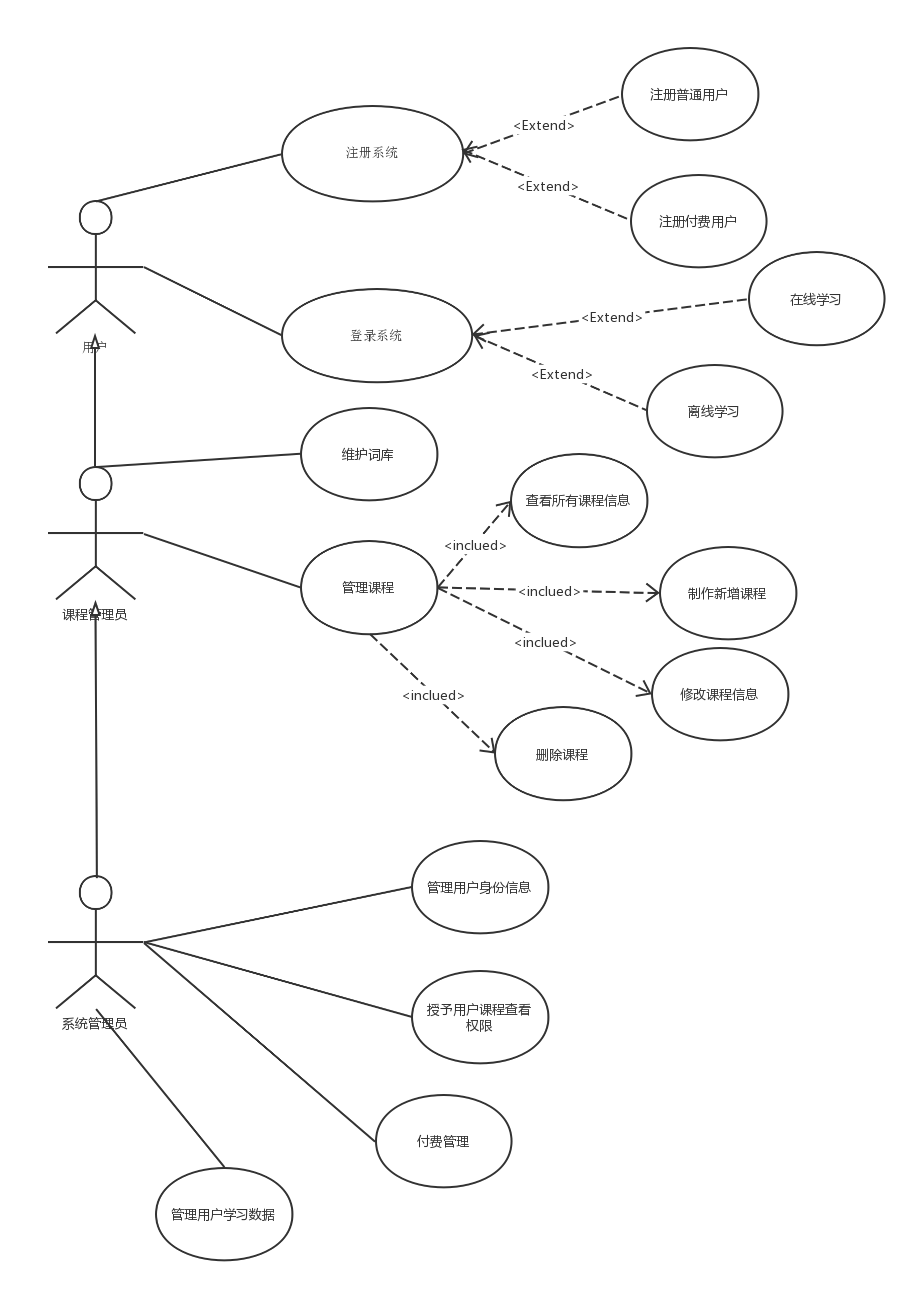 注册普通用户
<Extend>
注册系统
<Extend>
注册付费用户
在线学习
<Extend>
登录系统
用户
<Extend>
离线学习
维护词库
查看所有课程信息
<inclued>
管理课程
<inclued>
制作新增课程
课程管理员
<inclued>
修改课程信息
<inclued>
删除课程
管理用户身份信息
授予用户课程查看
权限
系统管理员
付费管理
管理用户学习数据